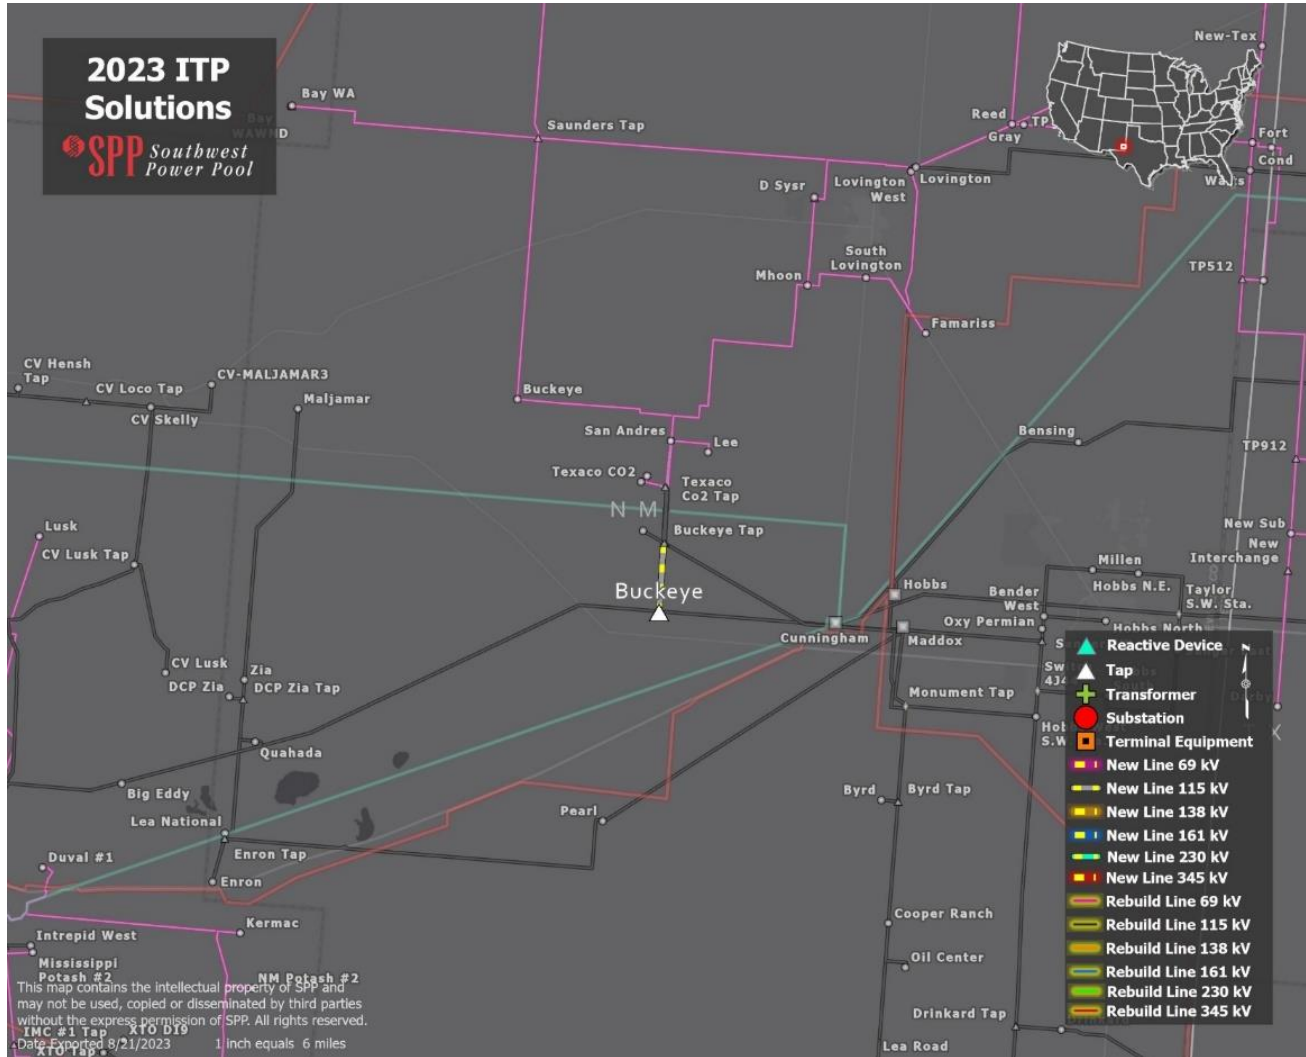 2023 ITP
Solutions
SPP Southwest
Power Pool
Bay WA
WAWND
Saunders Tap
New-Tex
Reed
TP
Gray
Fort
Cond
D Sysr
Lovington
West
Lovington
South
Lovington
Mhoon
TP512
Famariss
CV Hensh
Tap
CV Loco Tap
CV-MALJAMAR3
CV Skelly
Maljamar
Buckeye
San Andres
Lee
Bensing
TP912
Texaco CO2
Texaco
Co2 Tap
N M
Buckeye Tap
Lusk
CV Lusk Tap
New Sub
New
Interchange
Millen
Hobbs N.E.
Taylor
S.W. Sta.
Buckeye
Hobbs
Bender
West
Oxy Permian
Hobbs North
Cunningham
Maddox
CV Lusk
DCP Zia
Zia
DCP Zia Tap
Monument Tap
Quahada
Big Eddy
Lea National
Enron Tap
Enron
Pearl
Byrd
Byrd Tap
Duval #1
Kermac
Intrepid West
Mississippi
Potash #2
NM Potash #2
Cooper Ranch
Oil Center
Drinkard Tap
Lea Road
IMC #1 Tap
XTO DI9
XTO Tap
This map contains the intellectual property of SPP and
may not be used, copied or disseminated by third parties
without the express permission of SPP. All rights reserved.
Date Exported 8/21/2023 1 inch equals 6 miles
N
Reactive Device
Tap
Transformer
Substation
Terminal Equipment
New Line 69 kV
New Line 115 kV
New Line 138 kV
New Line 161 kV
New Line 230 kV
New Line 345 kV
Rebuild Line 69 kV
Rebuild Line 115 kV
Rebuild Line 138 kV
Rebuild Line 161 kV
Rebuild Line 230 kV
Rebuild Line 345 kV